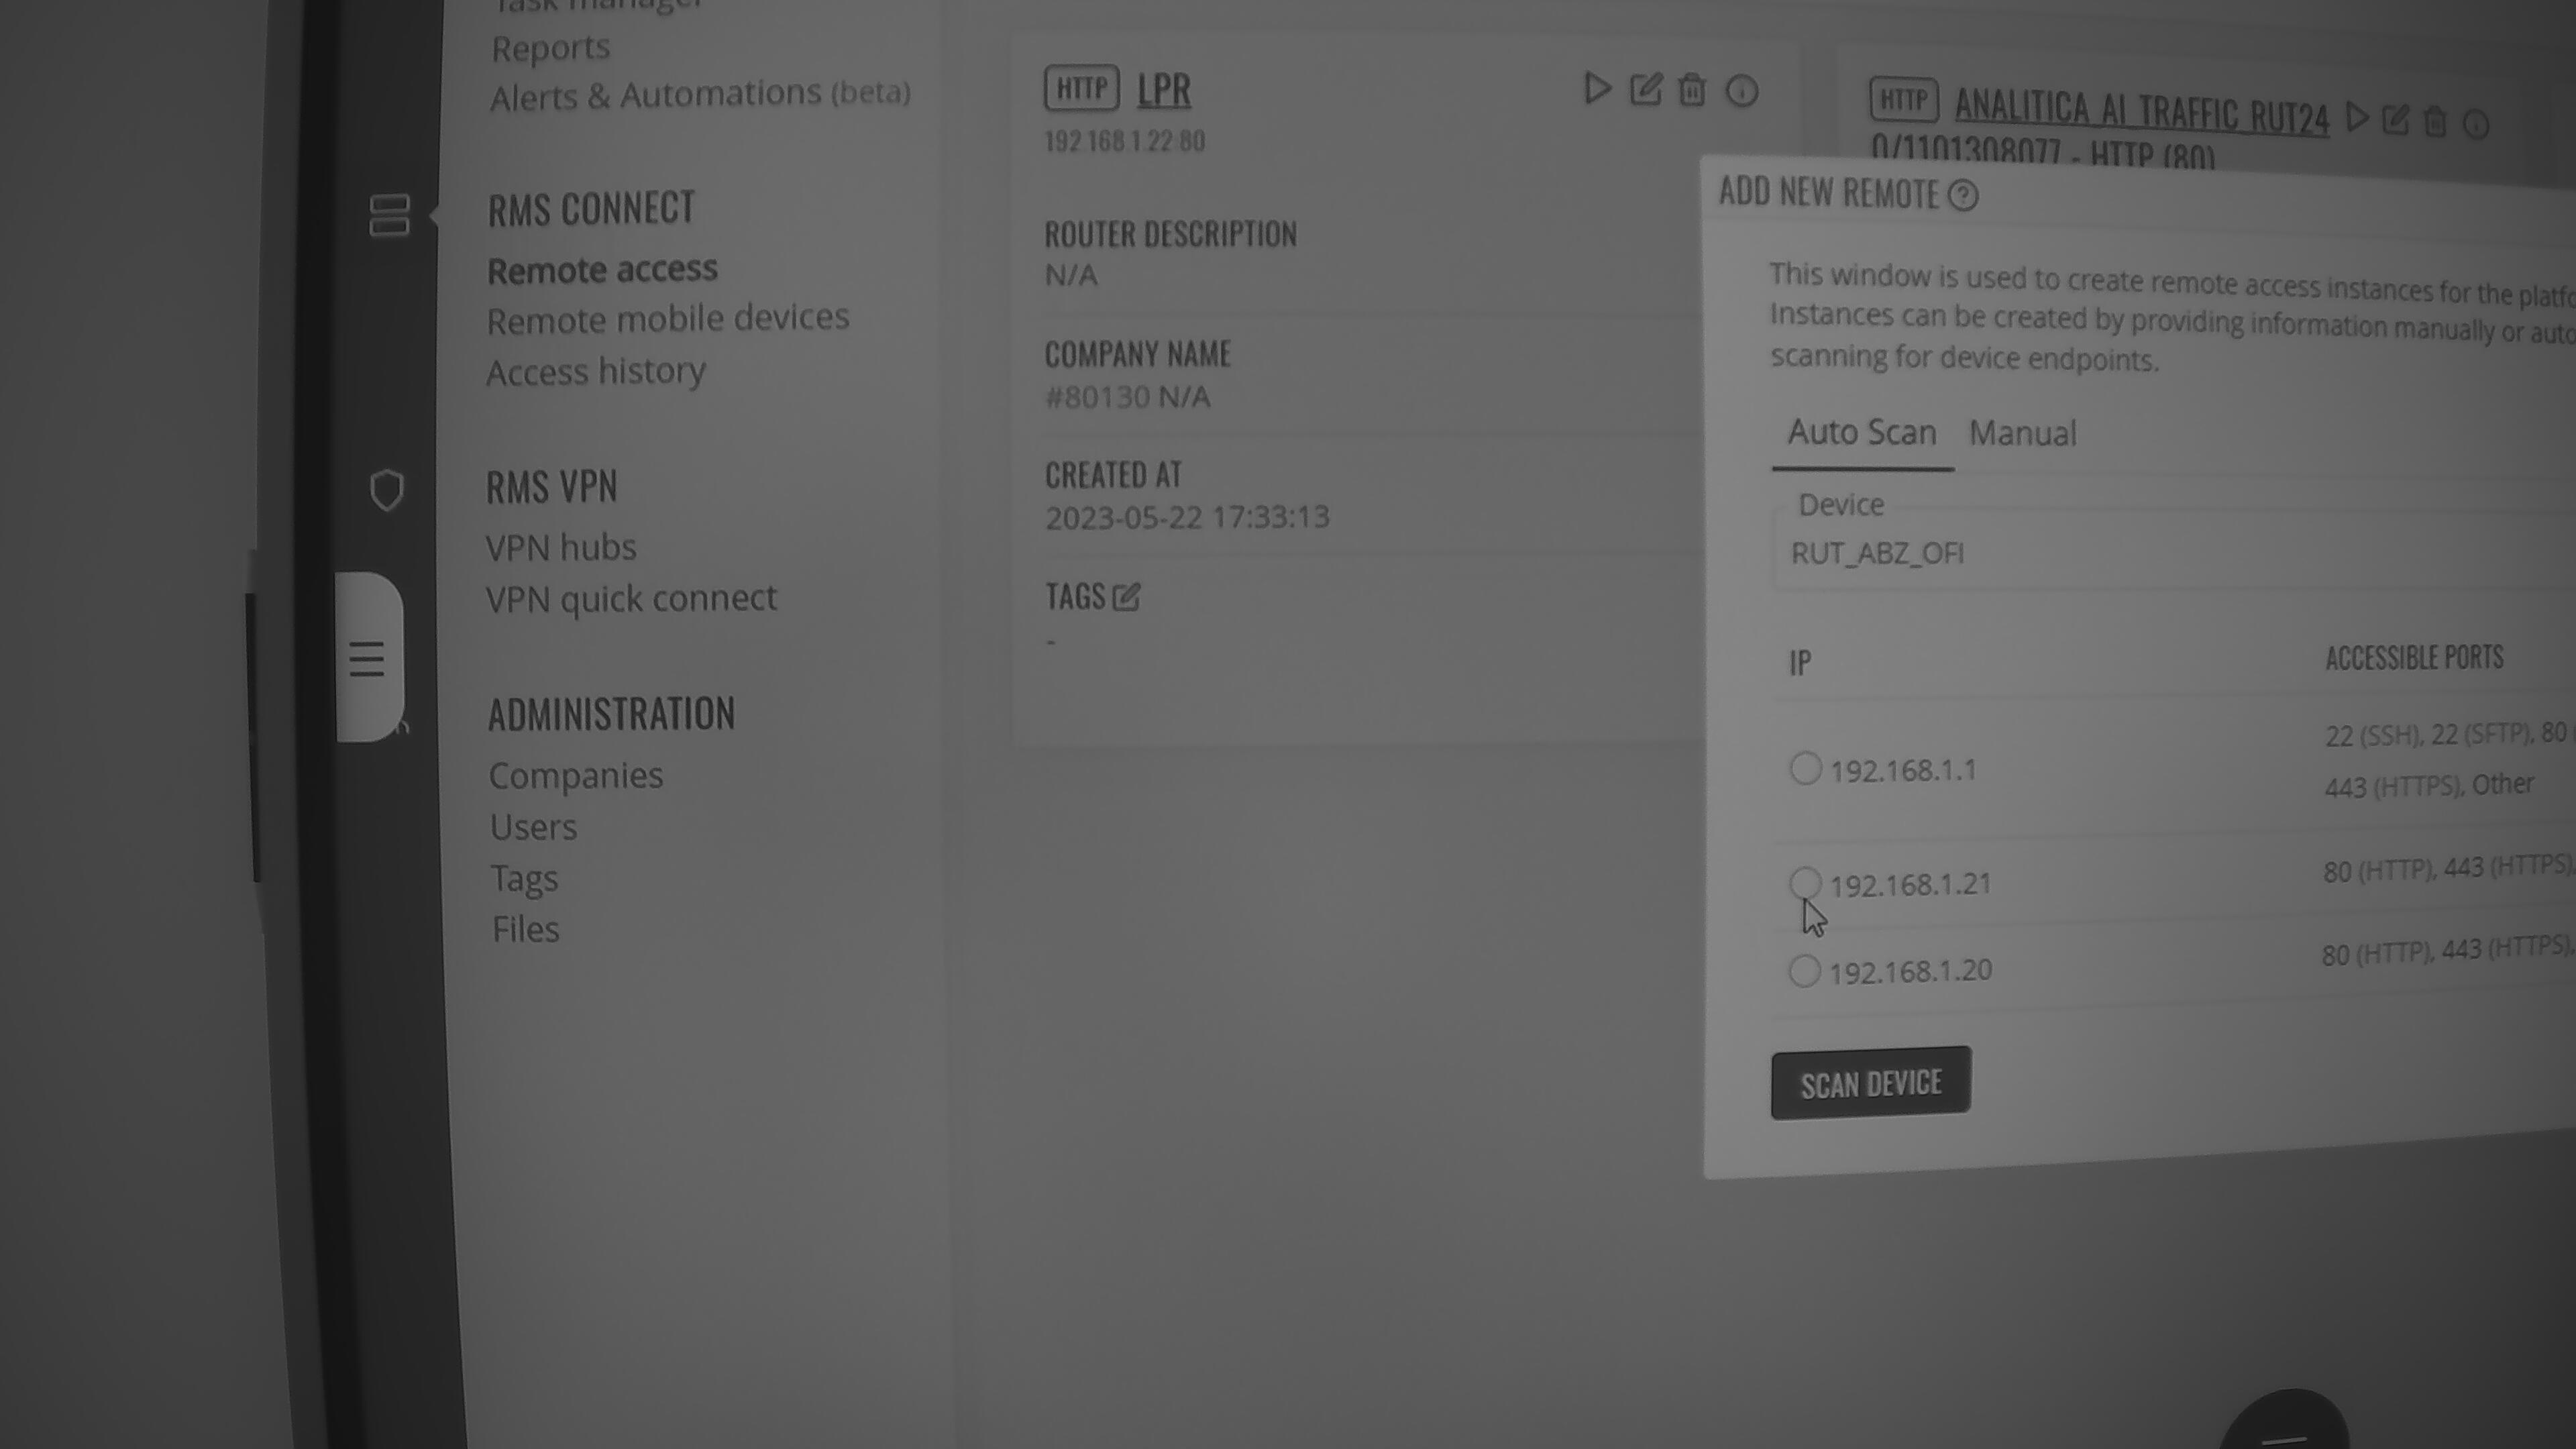 Task manager
Reports
Alerts & Automations (beta)
RMS CONNECT
Remote access
Remote mobile devices
Access history
RMS VPN
VPN hubs
VPN quick connect
ADMINISTRATION
Companies
Users
Tags
Files
HTTP LPR
192.168.1.22:80
ROUTER DESCRIPTION
N/A
COMPANY NAME
#80130 N/A
CREATED AT
2023-05-22 17:33:13
TAGS
-
HTTP ANALITICA AI TRAFFIC RUT24
0/1101308077 - HTTP (80)
ADD NEW REMOTE
This window is used to create remote access instances for the platfo
Instances can be created by providing information manually or auto
scanning for device endpoints.
Auto Scan Manual
Device
RUT_ABZ_OFI
IP ACCESSIBLE PORTS
192.168.1.1 22 (SSH), 22 (SFTP), 80
443 (HTTPS), Other
192.168.1.21 80 (HTTP), 443 (HTTPS),
192.168.1.20 80 (HTTP), 443 (HTTPS),
SCAN DEVICE